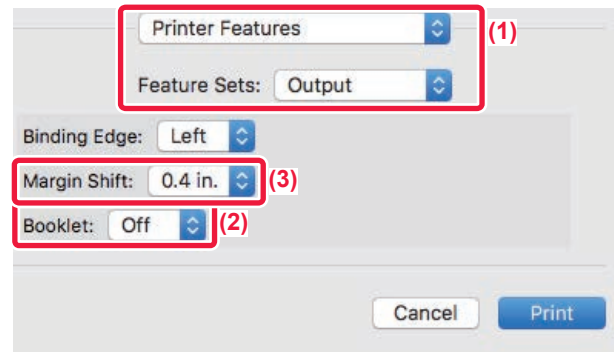 Printer Features
(1)
Feature Sets: Output
Binding Edge: Left
Margin Shift: 0.4 in.
(3)
Booklet: Off
(2)
Cancel
Print